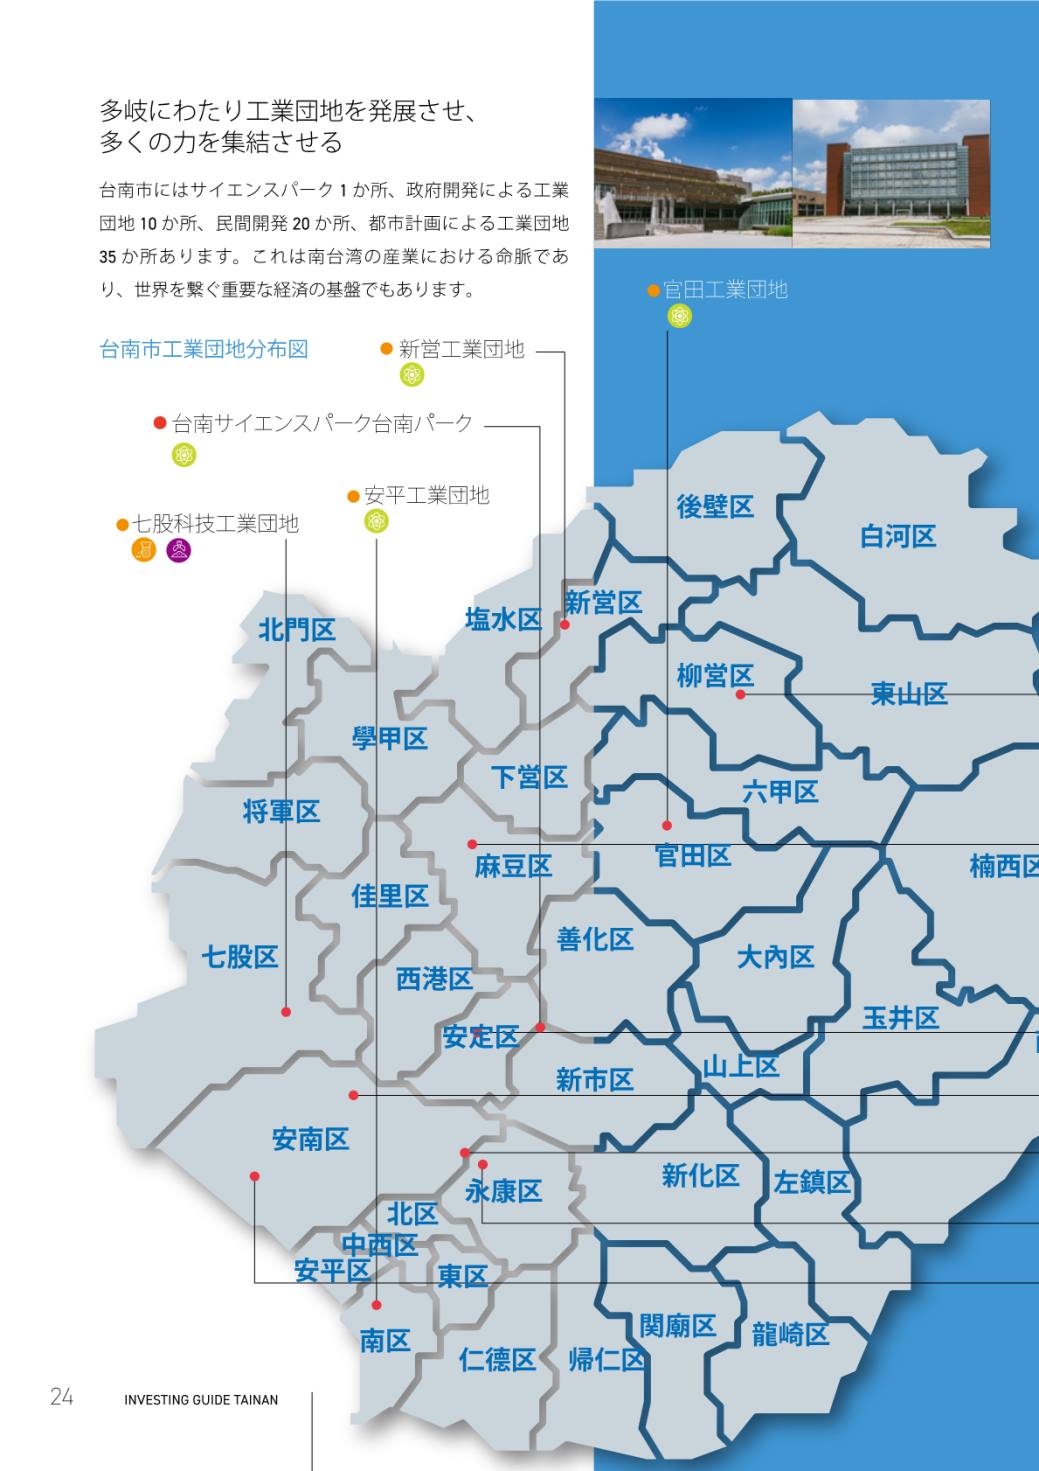 多岐にわたり工業団地を発展させ、
多くの力を集結させる
台南市にはサイエンスパーク 1 か所、政府開発による工業
団地 10 か所、民間開発 20 か所、都市計画による工業団地
35 か所あります。これは南台湾の産業における命脈であ
り、世界を繋ぐ重要な経済の基盤でもあります。
官田工業団地
台南市工業団地分布図
新営工業団地
台南サイエンスパーク台南パーク
安平工業団地
七股科技工業団地
後壁区
白河区
新営区
塩水区
北門区
柳営区
東山区
學甲区
下営区
六甲区
将軍区
官田区
麻豆区
楠西区
佳里区
善化区
七股区
大內区
西港区
玉井区
安定区
山上区
新市区
安南区
新化区
左鎮区
永康区
北区
中西区
安平区
東区
関廟区
龍崎区
南区
仁德区
帰仁区
24
INVESTING GUIDE TAINAN